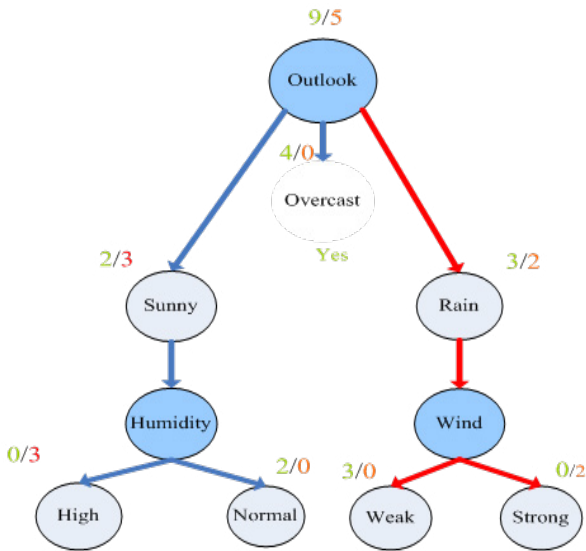 9/5
Outlook
4/0
Overcast
Yes
2/3
3/2
Sunny
Rain
Humidity
Wind
0/3
2/0
3/0
0/2
High
Normal
Weak
Strong